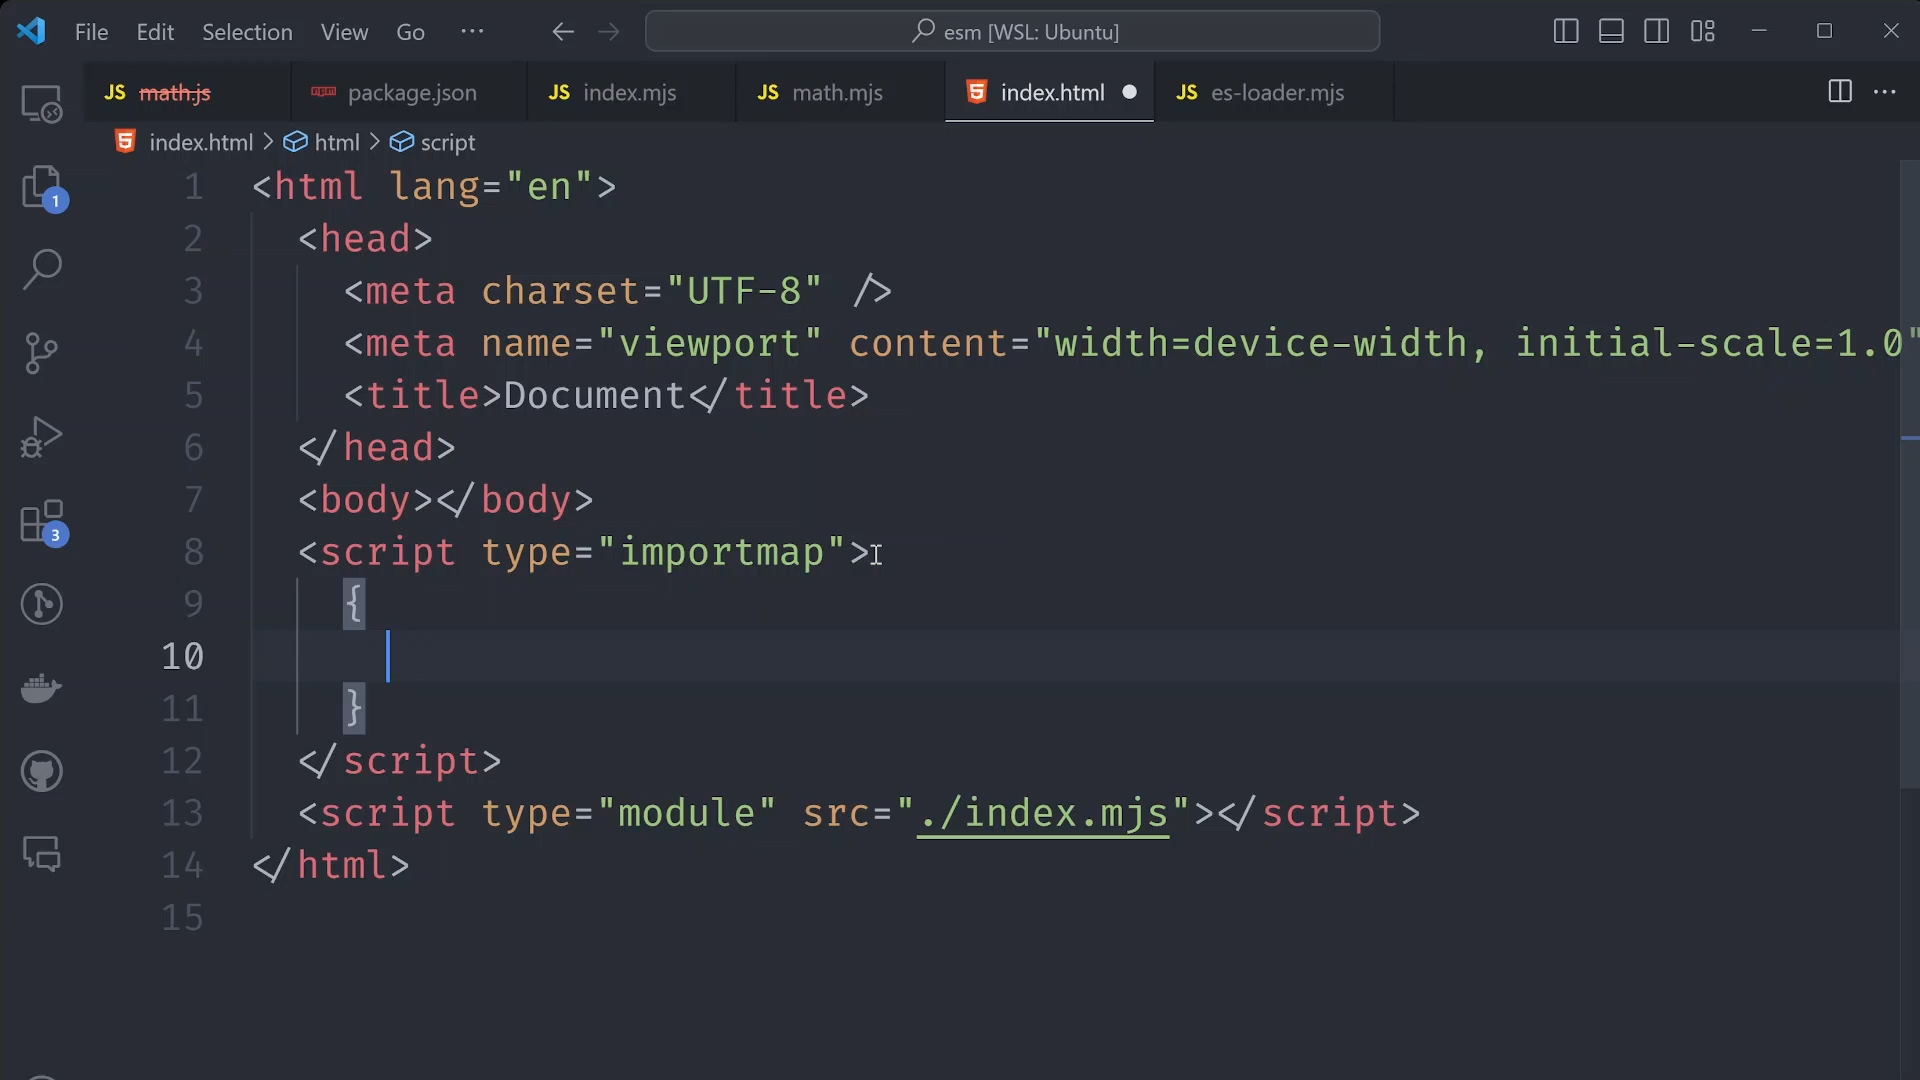 File Edit Selection View Go ··· esm [WSL: Ubuntu]
JS math.js package.json JS index.mjs JS math.mjs index.html JS es-loader.mjs
index.html > html > script
1 <html lang="en">
2 <head>
3 <meta charset="UTF-8" />
4 <meta name="viewport" content="width=device-width, initial-scale=1.0"
5 <title>Document</title>
6 </head>
7 <body></body>
8 <script type="importmap">
9 {
10
11 }
12 </script>
13 <script type="module" src="./index.mjs"></script>
14 </html>
15
1
3